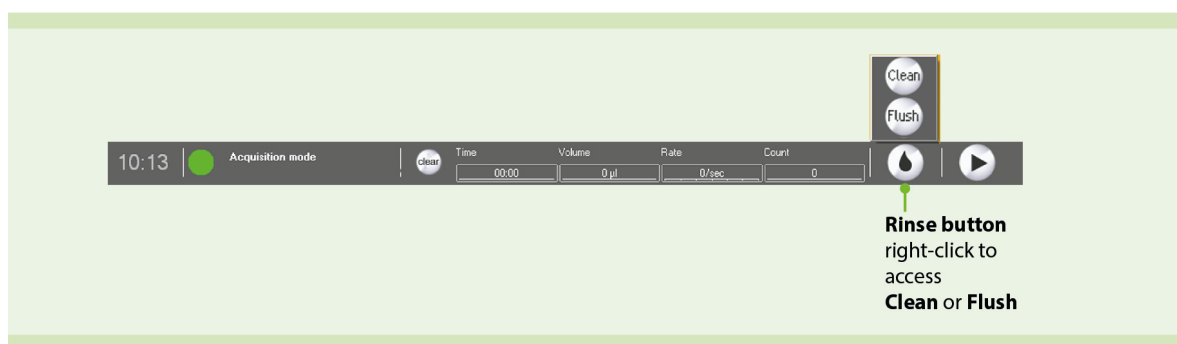 Clean
Flush
10:13 Acquisition mode clear Time Volume Rate Count
00:00 0 µl 0/sec 0
Rinse button
right-click to
access
Clean or Flush